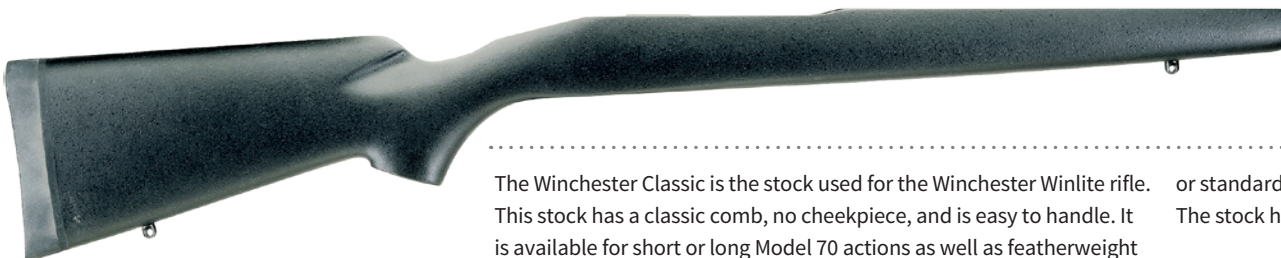 The Winchester Classic is the stock used for the Winchester Winlite rifle.
This stock has a classic comb, no cheekpiece, and is easy to handle. It
is available for short or long Model 70 actions as well as featherweight
or standard
The stock h